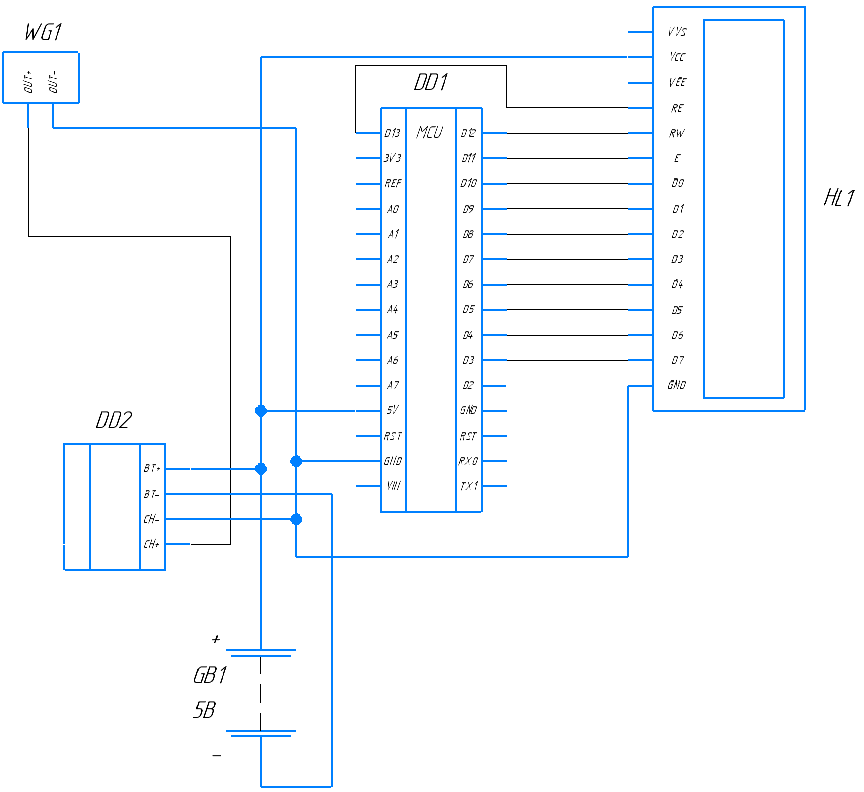 WG1
OUT+
OUT-
DD1
MCU
D13
3V3
REF
A0
A1
A2
A3
A4
A5
A6
A7
5V
RST
GND
VIN
D12
D11
D10
D9
D8
D7
D6
D5
D4
D3
D2
GND
RST
RX0
TX1
VVS
VCC
VEE
RE
RW
E
D0
D1
D2
D3
D4
D5
D6
D7
GND
HL1
DD2
BT+
BT-
CH-
CH+
+
GB1
5В
-